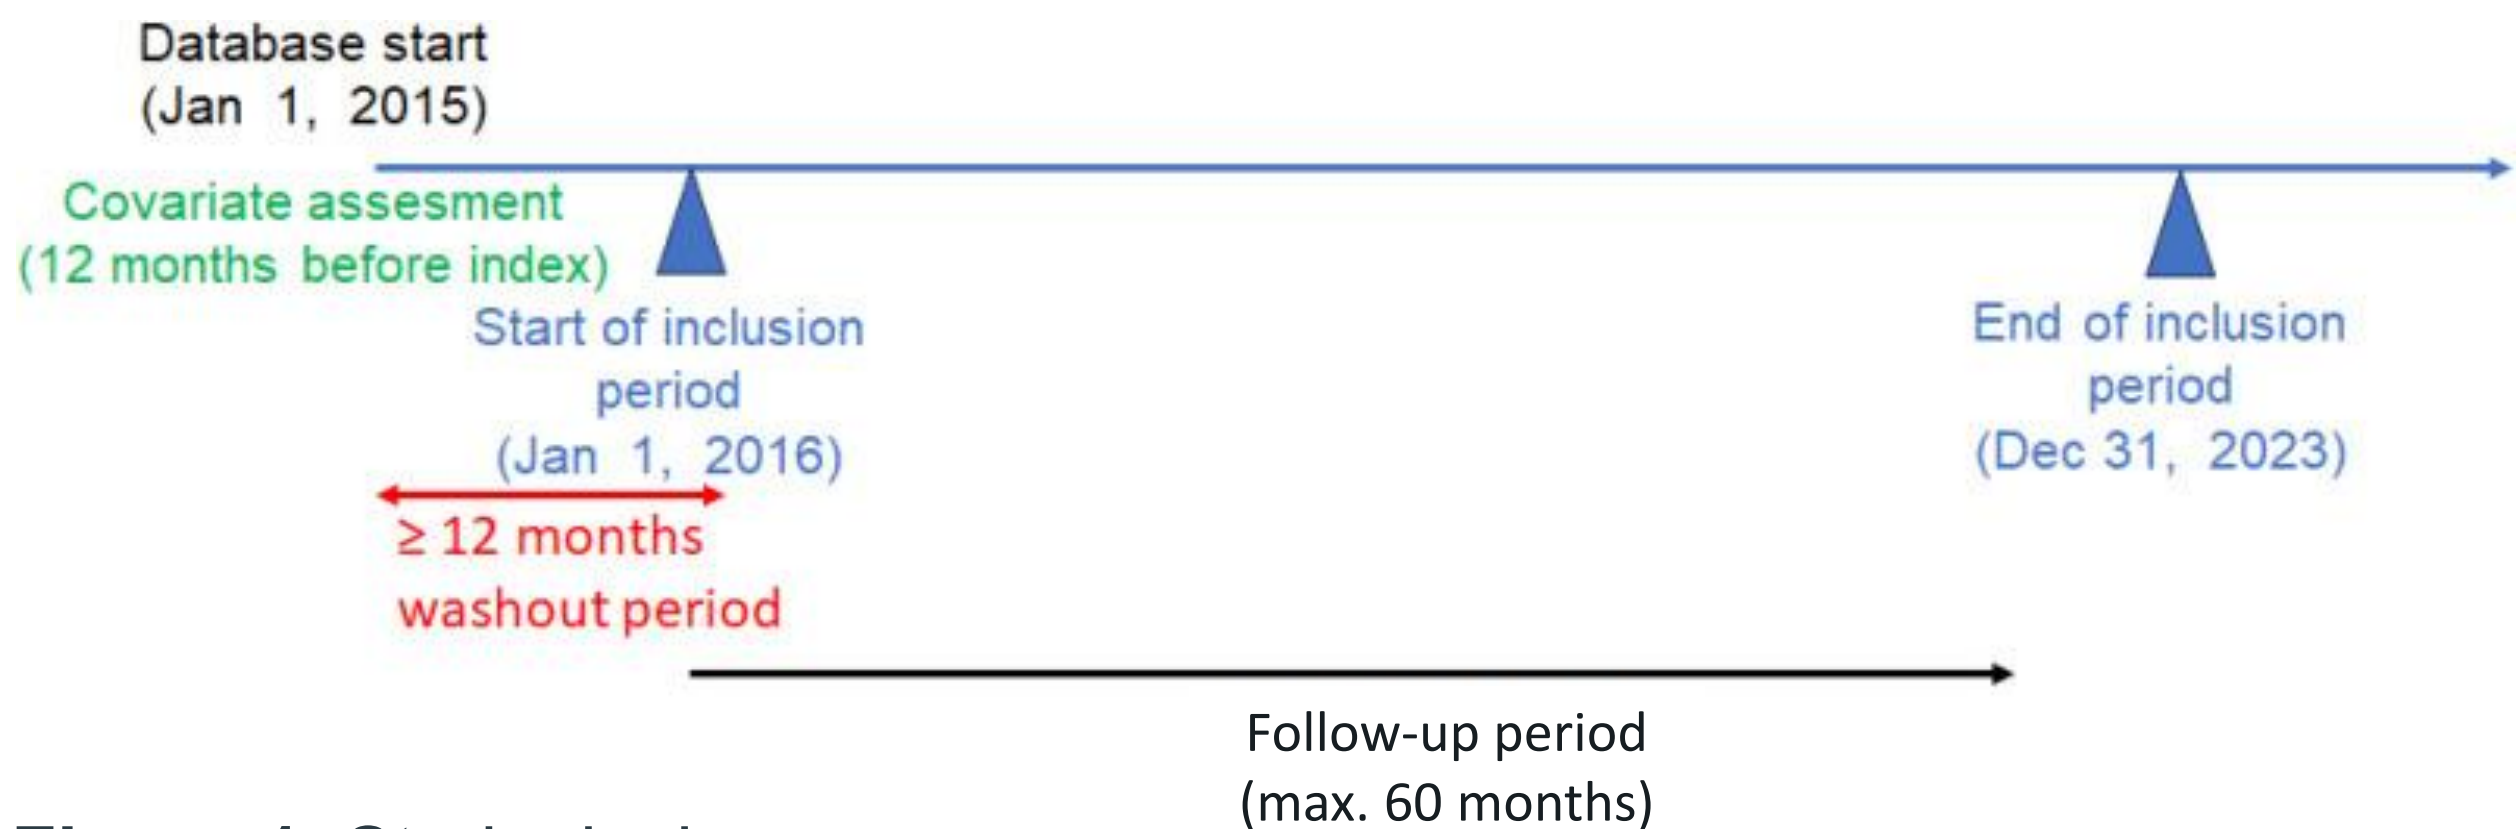 Database start
(Jan 1, 2015)
Covariate assesment
(12 months before index)
Start of inclusion
period
(Jan 1, 2016)
End of inclusion
period
(Dec 31, 2023)
≥ 12 months
washout period
Follow-up period
(max. 60 months)